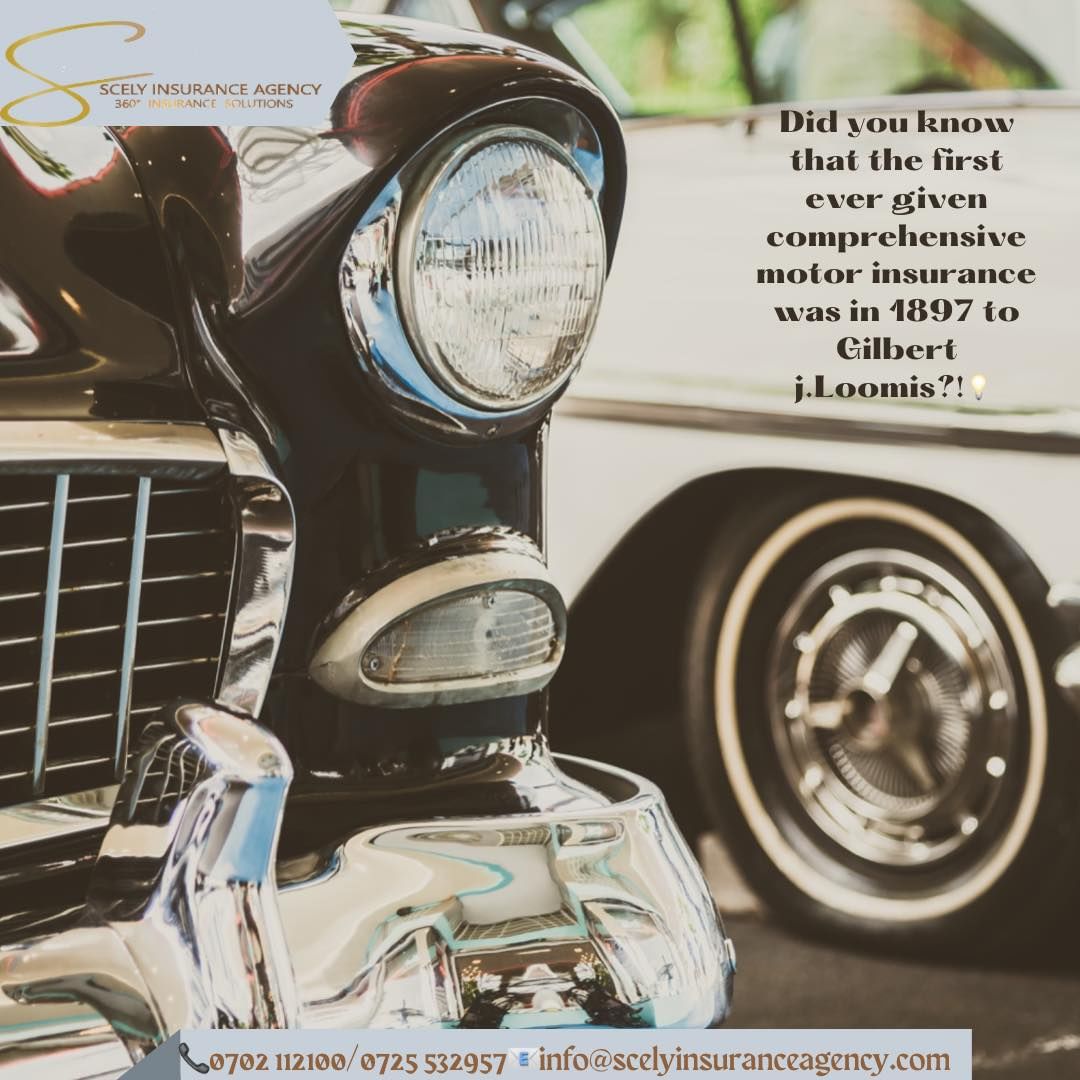 SCELY INSURANCE AGENCY
360° INSURANCE SOLUTIONS
Did you know
that the first
ever given
comprehensive
motor insurance
was in 1897 to
Gilbert
j.Loomis?!💡
📞0702 112100/0725 532957📧info@scelyinsuranceagency.com